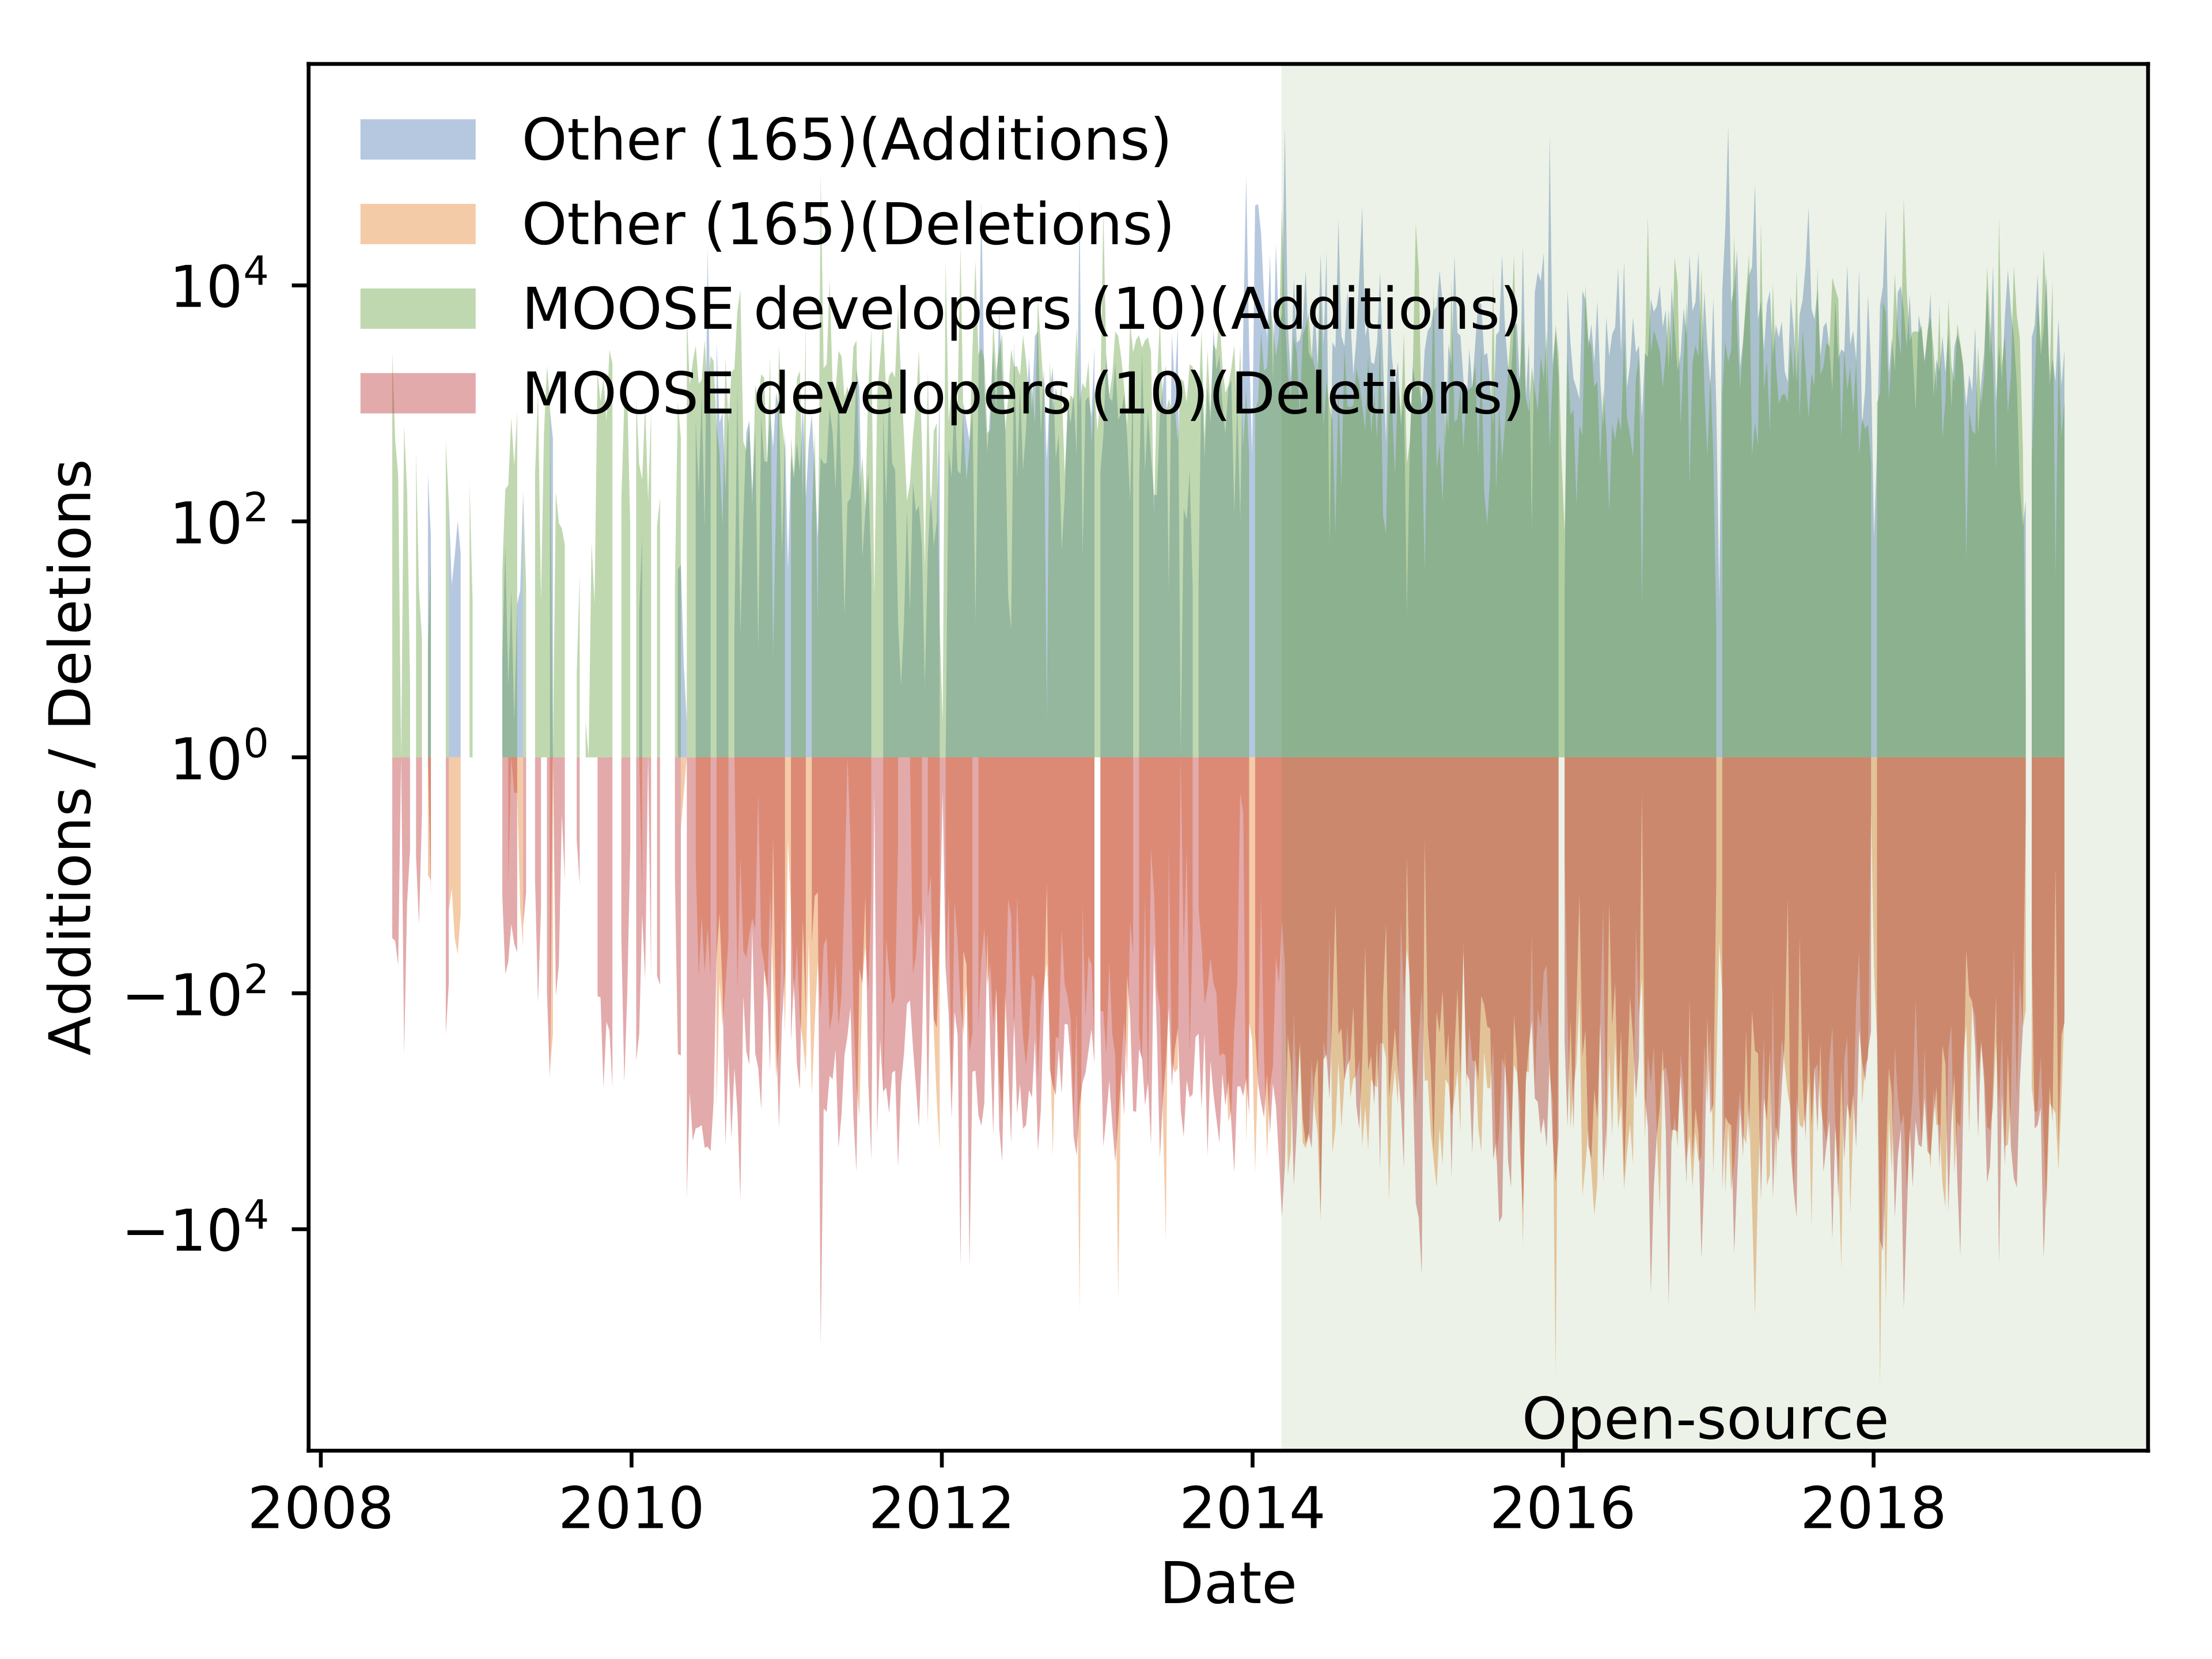 Other (165)(Additions)
Other (165)(Deletions)
MOOSE developers (10)(Additions)
MOOSE developers (10)(Deletions)
10⁴
10²
10⁰
−10²
−10⁴
Additions / Deletions
Open-source
2008 2010 2012 2014 2016 2018
Date